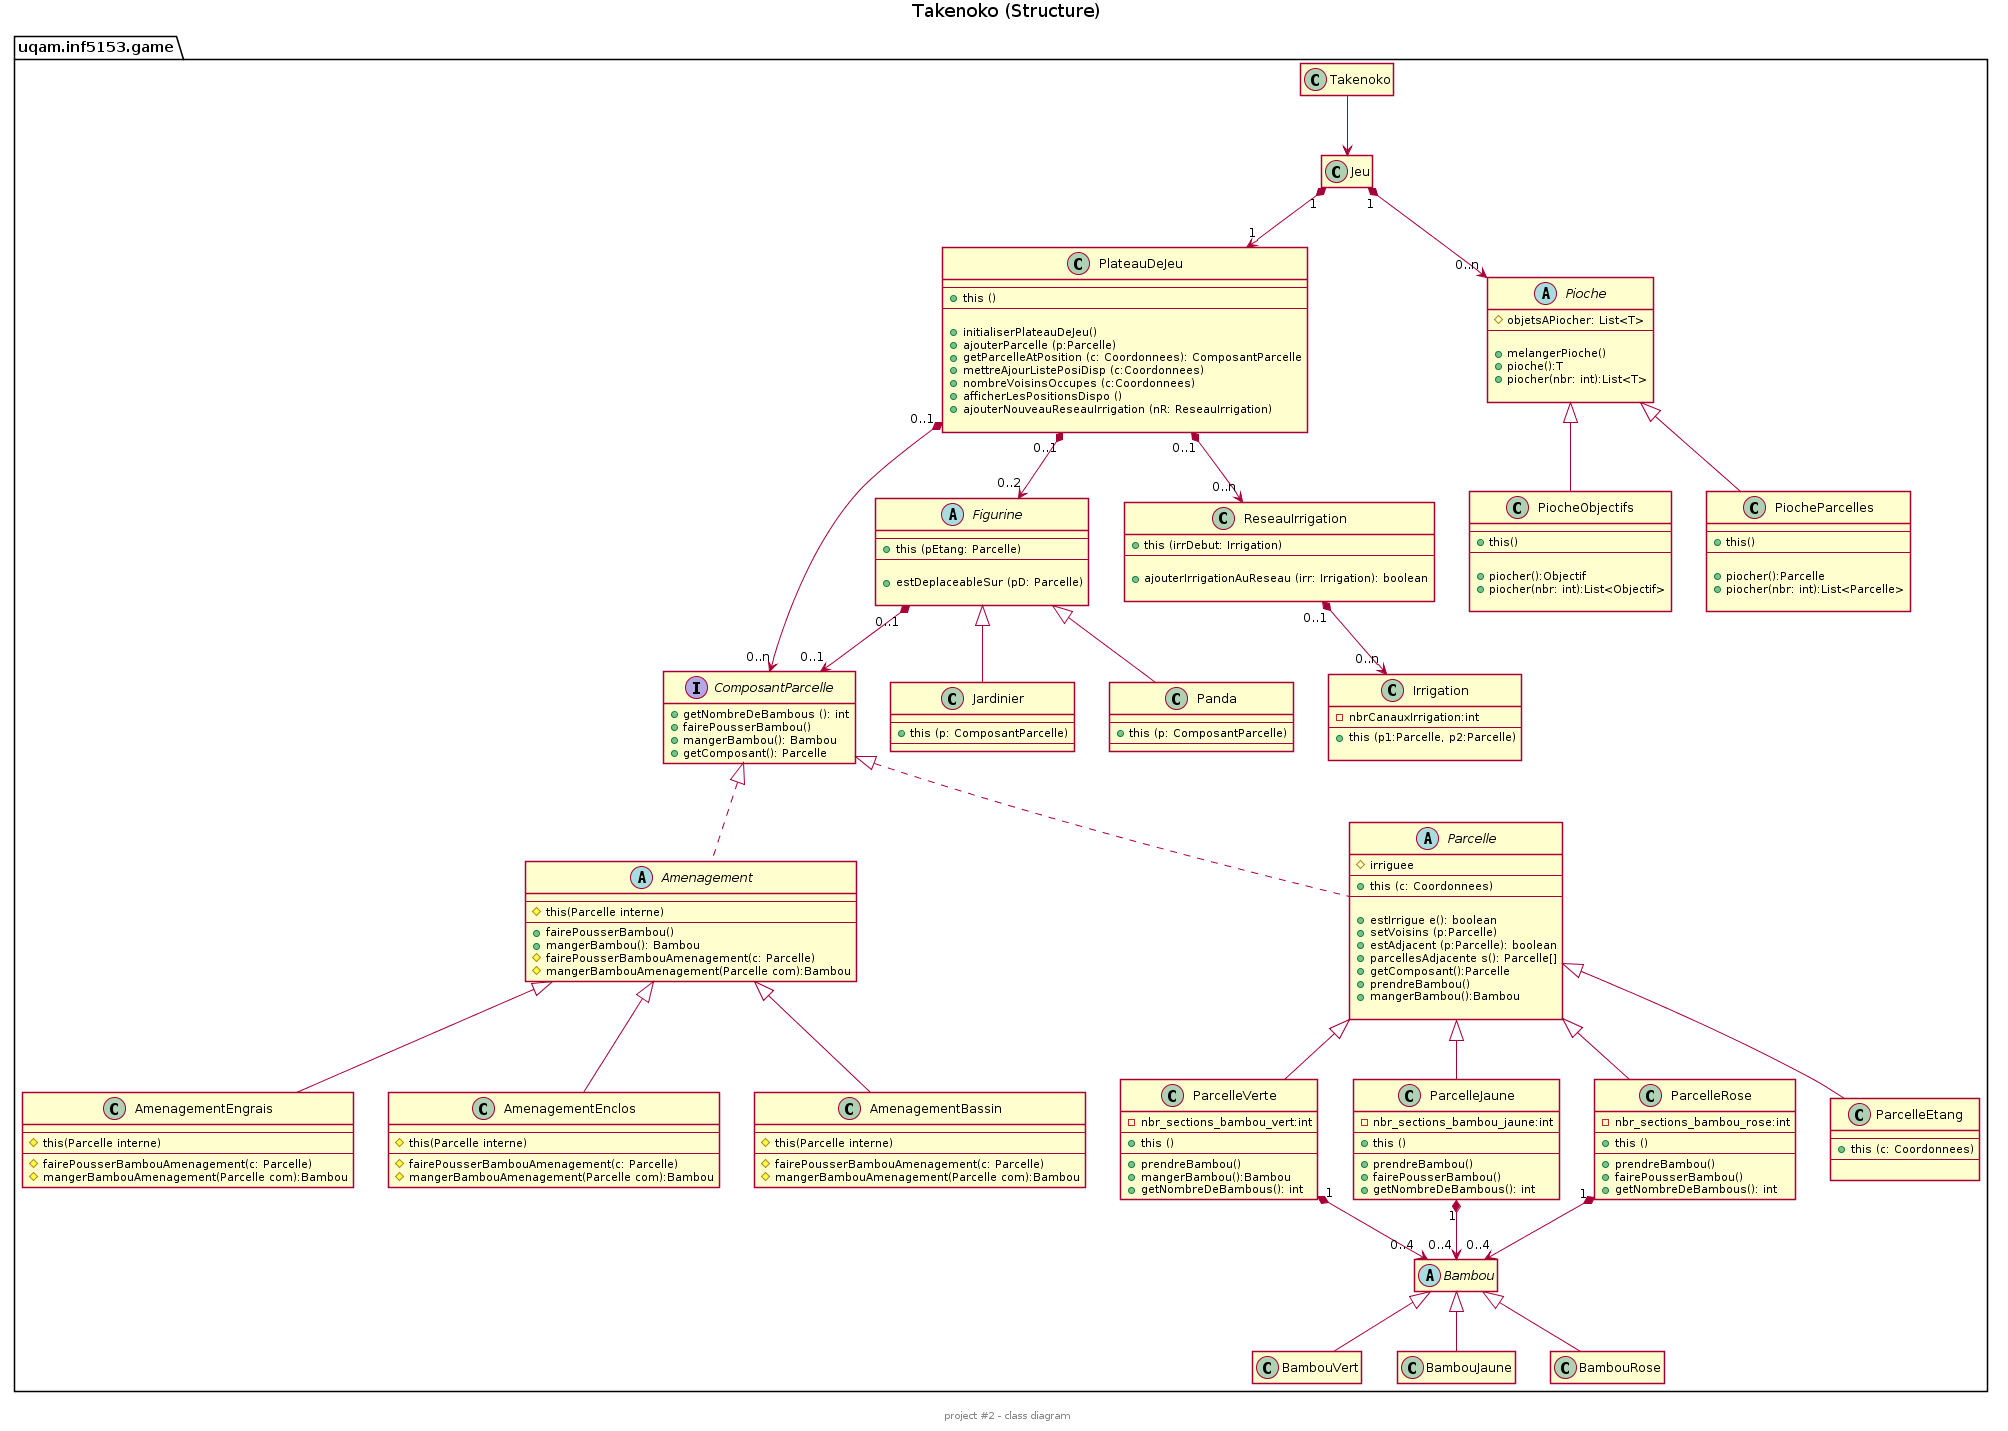 Takenoko (Structure)
uqam.inf5153.game
C Takenoko
C Jeu
1
1
1
0..n
C PlateauDeJeu
this ()
initialiserPlateauDeJeu()
ajouterParcelle (p:Parcelle)
getParcelleAtPosition (c: Coordonnees): ComposantParcelle
mettreAjourListePosiDisp (c:Coordonnees)
nombreVoisinsOccupes (c:Coordonnees)
afficherLesPositionsDispo ()
ajouterNouveauReseauIrrigation (nR: ReseauIrrigation)
A Pioche
objetsAPiocher: List<T>
melangerPioche()
pioche():T
piocher(nbr: int):List<T>
0..1
0..1
0..1
0..2
0..n
A Figurine
this (pEtang: Parcelle)
estDeplaceableSur (pD: Parcelle)
C ReseauIrrigation
this (irrDebut: Irrigation)
ajouterIrrigationAuReseau (irr: Irrigation): boolean
C PiocheObjectifs
this()
piocher():Objectif
piocher(nbr: int):List<Objectif>
C PiocheParcelles
this()
piocher():Parcelle
piocher(nbr: int):List<Parcelle>
0..1
0..1
0..n
0..1
0..n
I ComposantParcelle
getNombreDeBambous (): int
fairePousserBambou()
mangerBambou(): Bambou
getComposant(): Parcelle
C Jardinier
this (p: ComposantParcelle)
C Panda
this (p: ComposantParcelle)
C Irrigation
nbrCanauxIrrigation:int
this (p1:Parcelle, p2:Parcelle)
A Amenagement
this(Parcelle interne)
fairePousserBambou()
mangerBambou(): Bambou
fairePousserBambouAmenagement(c: Parcelle)
mangerBambouAmenagement(Parcelle com):Bambou
A Parcelle
irriguee
this (c: Coordonnees)
estIrrigue e(): boolean
setVoisins (p:Parcelle)
estAdjacent (p:Parcelle): boolean
parcellesAdjacente s(): Parcelle[]
getComposant():Parcelle
prendreBambou()
mangerBambou():Bambou
C AmenagementEngrais
this(Parcelle interne)
fairePousserBambouAmenagement(c: Parcelle)
mangerBambouAmenagement(Parcelle com):Bambou
C AmenagementEnclos
this(Parcelle interne)
fairePousserBambouAmenagement(c: Parcelle)
mangerBambouAmenagement(Parcelle com):Bambou
C AmenagementBassin
this(Parcelle interne)
fairePousserBambouAmenagement(c: Parcelle)
mangerBambouAmenagement(Parcelle com):Bambou
C ParcelleVerte
nbr_sections_bambou_vert:int
this ()
prendreBambou()
mangerBambou():Bambou
getNombreDeBambous(): int
C ParcelleJaune
nbr_sections_bambou_jaune:int
this ()
prendreBambou()
fairePousserBambou()
getNombreDeBambous(): int
C ParcelleRose
nbr_sections_bambou_rose:int
this ()
prendreBambou()
fairePousserBambou()
getNombreDeBambous(): int
C ParcelleEtang
this (c: Coordonnees)
1
1
1
0..4
0..4
0..4
A Bambou
C BambouVert
C BambouJaune
C BambouRose
project #2 - class diagram